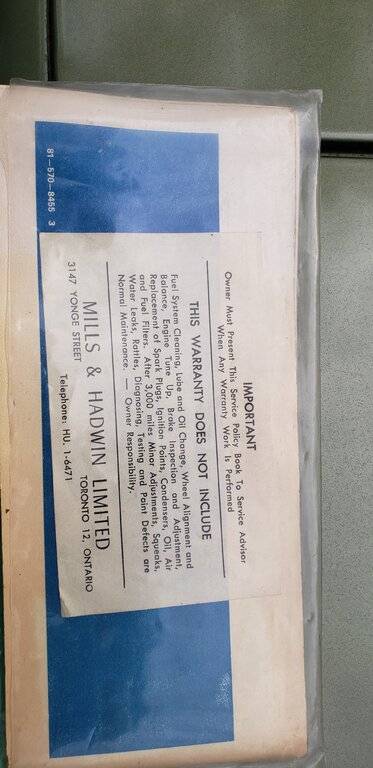 IMPORTANT
Owner Must Present This Service Policy Book To Service Advisor
When Any Warranty Work Is Performed
THIS WARRANTY DOES NOT INCLUDE
Fuel System Cleaning, Lube and Oil Change, Wheel Alignment and
Balance, Engine Tune Up, Brake Inspection and Adjustment,
Replacement of Spark Plugs, Ignition Points, Condensers, Oil, Air
and Fuel Filters. After 3,000 miles Minor Adjustments, Squeaks,
Water Leaks, Rattles, Diagnosing, Testing and Paint Defects are
Normal Maintenance. — Owner Responsibility.
MILLS & HADWIN LIMITED
3147 YONGE STREET TORONTO 12, ONTARIO
Telephone: HU. 1-6471
81-570-8455 3